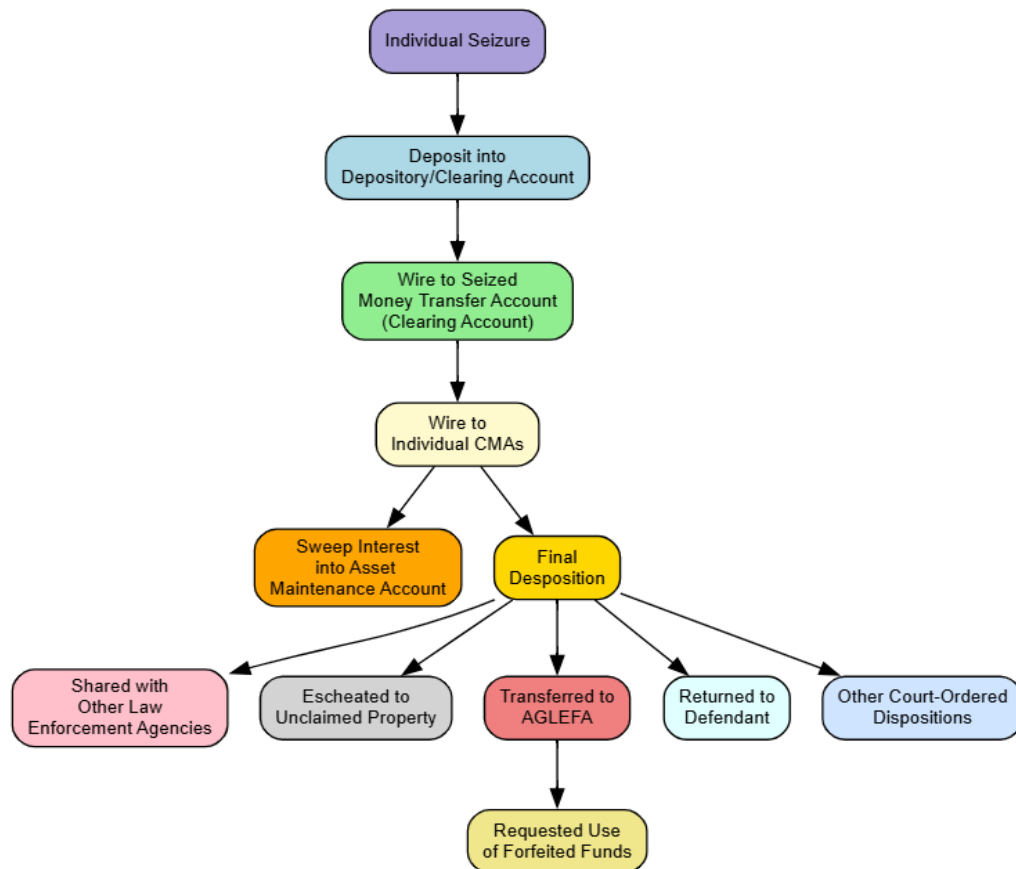 Individual Seizure
Deposit into
Depository/Clearing Account
Wire to Seized
Money Transfer Account
(Clearing Account)
Wire to
Individual CMAs
Sweep Interest
into Asset
Maintenance Account
Final
Desposition
Shared with
Other Law
Enforcement Agencies
Escheated to
Unclaimed Property
Transferred to
AGLEFA
Returned to
Defendant
Other Court-Ordered
Dispositions
Requested Use
of Forfeited Funds